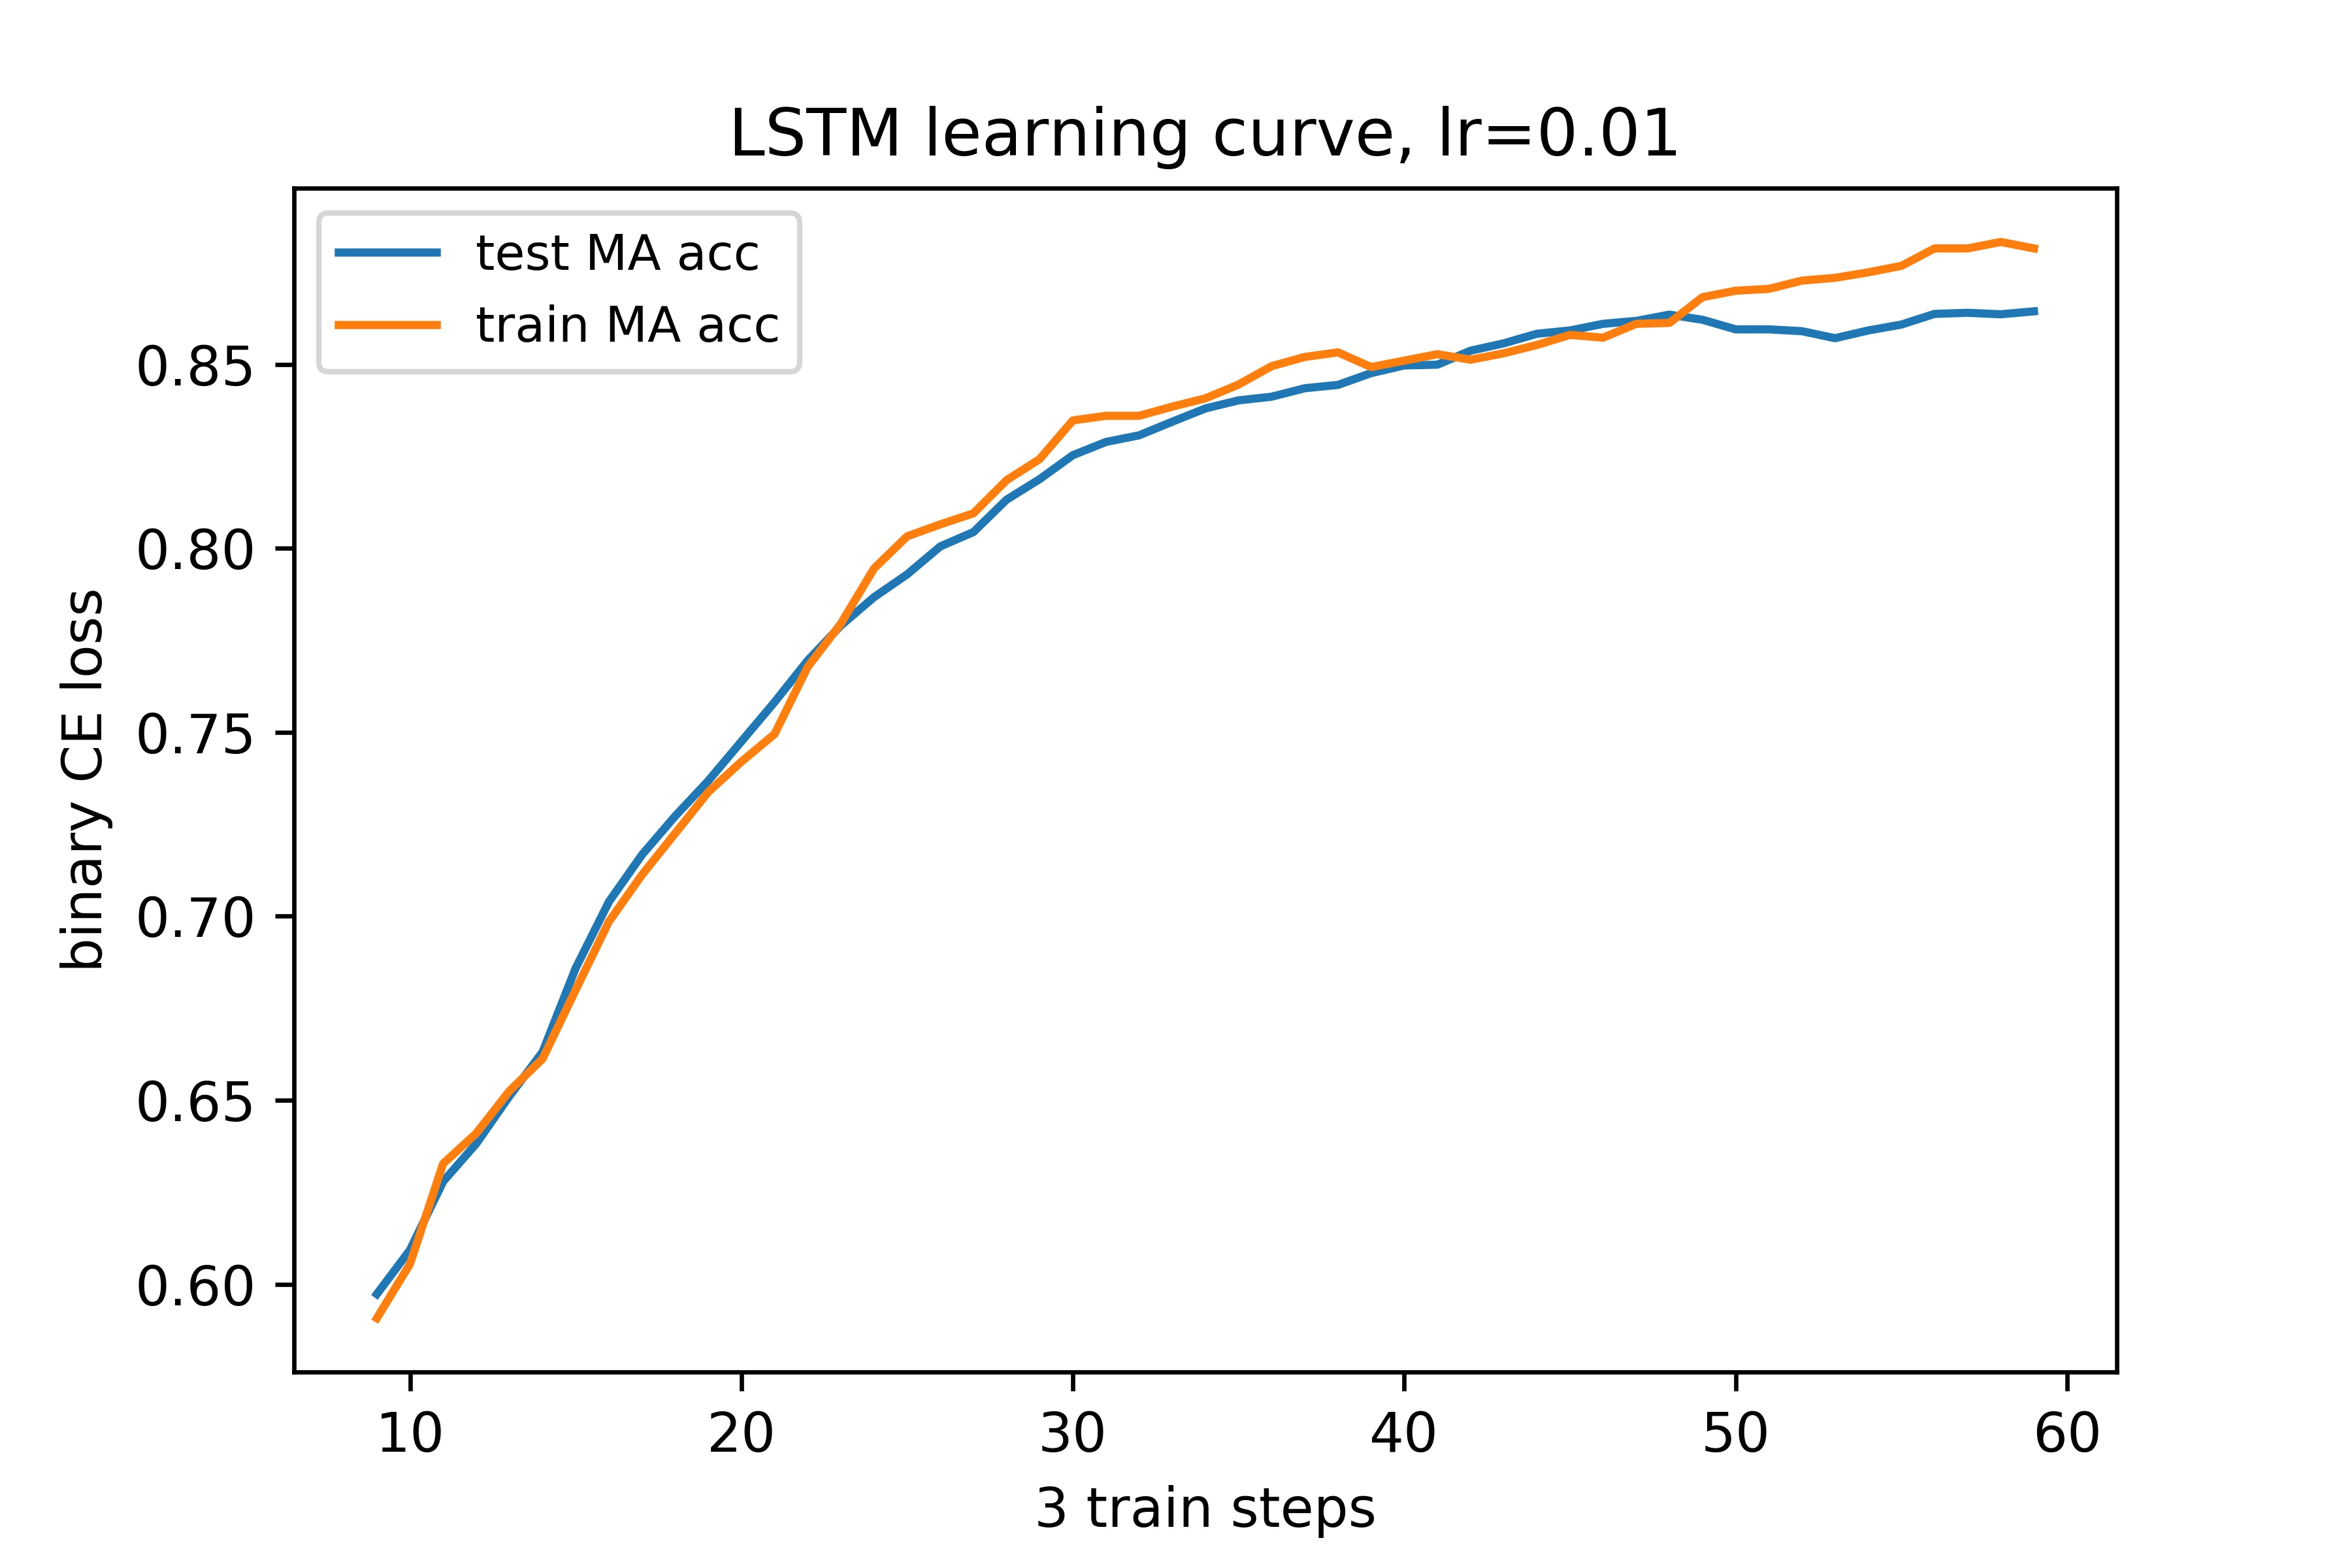 LSTM learning curve, lr=0.01
test MA acc
train MA acc
binary CE loss
0.85
0.80
0.75
0.70
0.65
0.60
10 20 30 40 50 60
3 train steps